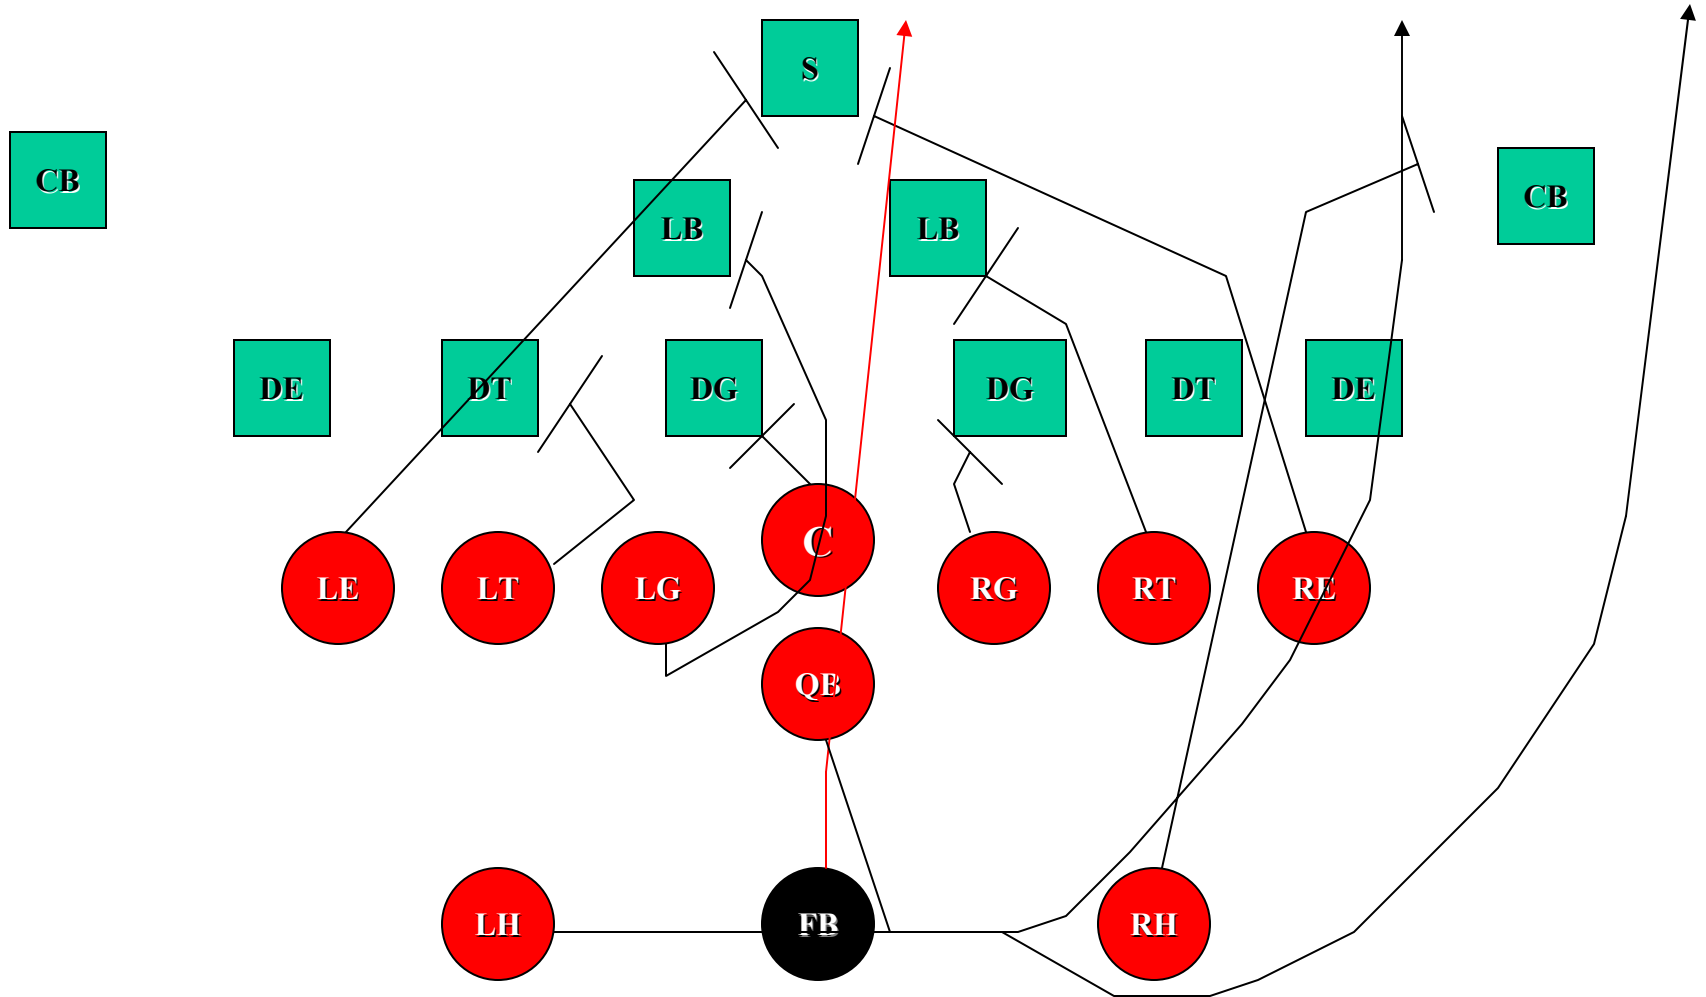 S
CB
CB
LB
LB
DE
DT
DG
DG
DT
DE
C
LE
LT
LG
RG
RT
RE
QB
LH
FB
RH